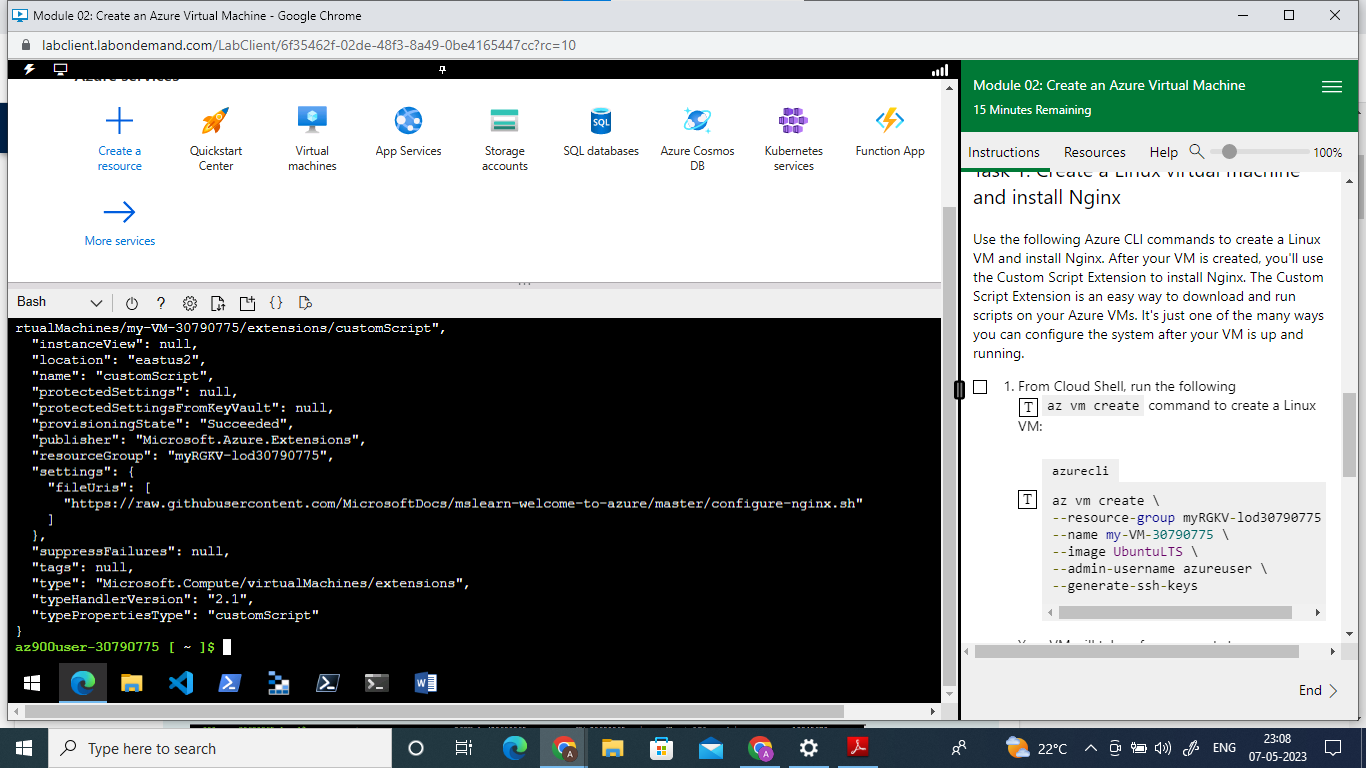 Module 02: Create an Azure Virtual Machine - Google Chrome
labclient.labondemand.com/LabClient/6f35462f-02de-48f3-8a49-0be4165447cc?rc=10
Azure services
Create a resource
Quickstart Center
Virtual machines
App Services
Storage accounts
SQL databases
Azure Cosmos DB
Kubernetes services
Function App
More services
Bash
rtualMachines/my-VM-30790775/extensions/customScript",
"instanceView": null,
"location": "eastus2",
"name": "customScript",
"protectedSettings": null,
"protectedSettingsFromKeyVault": null,
"provisioningState": "Succeeded",
"publisher": "Microsoft.Azure.Extensions",
"resourceGroup": "myRGKV-lod30790775",
"settings": {
"fileUris": [
"https://raw.githubusercontent.com/MicrosoftDocs/mslearn-welcome-to-azure/master/configure-nginx.sh"
]
},
"suppressFailures": null,
"tags": null,
"type": "Microsoft.Compute/virtualMachines/extensions",
"typeHandlerVersion": "2.1",
"typePropertiesType": "customScript"
}
az900user-30790775 [ ~ ]$
Module 02: Create an Azure Virtual Machine
15 Minutes Remaining
Instructions Resources Help 100%
Task 1: Create a Linux virtual machine
and install Nginx
Use the following Azure CLI commands to create a Linux
VM and install Nginx. After your VM is created, you'll use
the Custom Script Extension to install Nginx. The Custom
Script Extension is an easy way to download and run
scripts on your Azure VMs. It's just one of the many ways
you can configure the system after your VM is up and
running.
1. From Cloud Shell, run the following
T az vm create command to create a Linux
VM:
azurecli
T az vm create \
--resource-group myRGKV-lod30790775
--name my-VM-30790775 \
--image UbuntuLTS \
--admin-username azureuser \
--generate-ssh-keys
End
Type here to search
22°C
ENG
23:08
07-05-2023